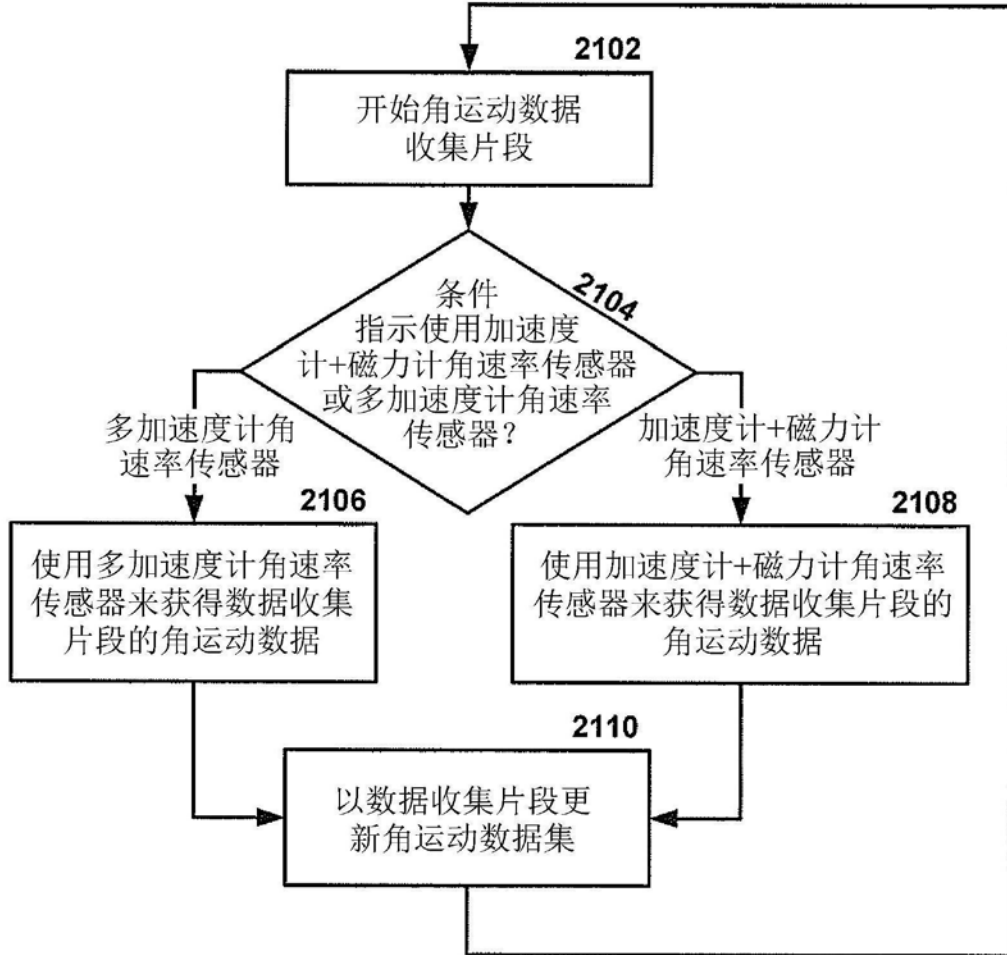 2102
开始角运动数据
收集片段
2104
条件
指示使用加速度
计+磁力计角速率传感器
或多加速度计角速率
传感器？
多加速度计角
速率传感器
加速度计+磁力计
角速率传感器
2106
使用多加速度计角速率
传感器来获得数据收集
片段的角运动数据
2108
使用加速度计+磁力计角速率
传感器来获得数据收集片段的
角运动数据
2110
以数据收集片段更
新角运动数据集